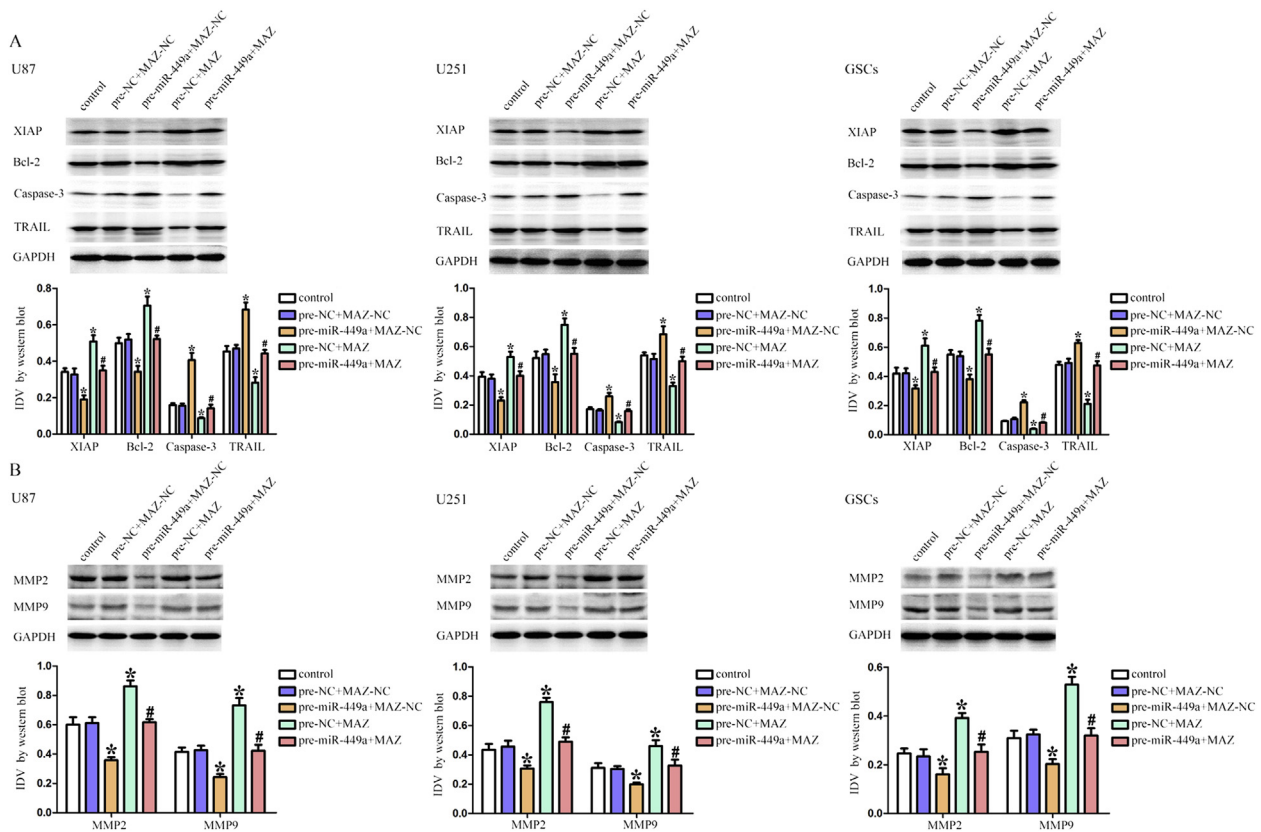 A
U87
control
pre-NC+MAZ-NC
pre-miR-449a+MAZ-NC
pre-NC+MAZ
pre-miR-449a+MAZ
XIAP
Bcl-2
Caspase-3
TRAIL
GAPDH
IDV by western blot
0.8
0.6
0.4
0.2
0.0
* * # * * # * * # * * #
XIAP Bcl-2 Caspase-3 TRAIL
control
pre-NC+MAZ-NC
pre-miR-449a+MAZ-NC
pre-NC+MAZ
pre-miR-449a+MAZ
U251
control
pre-NC+MAZ-NC
pre-miR-449a+MAZ-NC
pre-NC+MAZ
pre-miR-449a+MAZ
XIAP
Bcl-2
Caspase-3
TRAIL
GAPDH
IDV by western blot
1.0
0.8
0.6
0.4
0.2
0.0
* * # * * # * * # * * #
XIAP Bcl-2 Caspase-3 TRAIL
control
pre-NC+MAZ-NC
pre-miR-449a+MAZ-NC
pre-NC+MAZ
pre-miR-449a+MAZ
GSCs
control
pre-NC+MAZ-NC
pre-miR-449a+MAZ-NC
pre-NC+MAZ
pre-miR-449a+MAZ
XIAP
Bcl-2
Caspase-3
TRAIL
GAPDH
IDV by western blot
1.0
0.8
0.6
0.4
0.2
0.0
* * # * * # * * # * * #
XIAP Bcl-2 Caspase-3 TRAIL
control
pre-NC+MAZ-NC
pre-miR-449a+MAZ-NC
pre-NC+MAZ
pre-miR-449a+MAZ
B
U87
control
pre-NC+MAZ-NC
pre-miR-449a+MAZ-NC
pre-NC+MAZ
pre-miR-449a+MAZ
MMP2
MMP9
GAPDH
IDV by western blot
1.0
0.8
0.6
0.4
0.2
0.0
* * # * * #
MMP2 MMP9
control
pre-NC+MAZ-NC
pre-miR-449a+MAZ-NC
pre-NC+MAZ
pre-miR-449a+MAZ
U251
control
pre-NC+MAZ-NC
pre-miR-449a+MAZ-NC
pre-NC+MAZ
pre-miR-449a+MAZ
MMP2
MMP9
GAPDH
IDV by western blot
1.0
0.8
0.6
0.4
0.2
0.0
* * # * * #
MMP2 MMP9
control
pre-NC+MAZ-NC
pre-miR-449a+MAZ-NC
pre-NC+MAZ
pre-miR-449a+MAZ
GSCs
control
pre-NC+MAZ-NC
pre-miR-449a+MAZ-NC
pre-NC+MAZ
pre-miR-449a+MAZ
MMP2
MMP9
GAPDH
IDV by western blot
0.6
0.4
0.2
0.0
* * # * * #
MMP2 MMP9
control
pre-NC+MAZ-NC
pre-miR-449a+MAZ-NC
pre-NC+MAZ
pre-miR-449a+MAZ